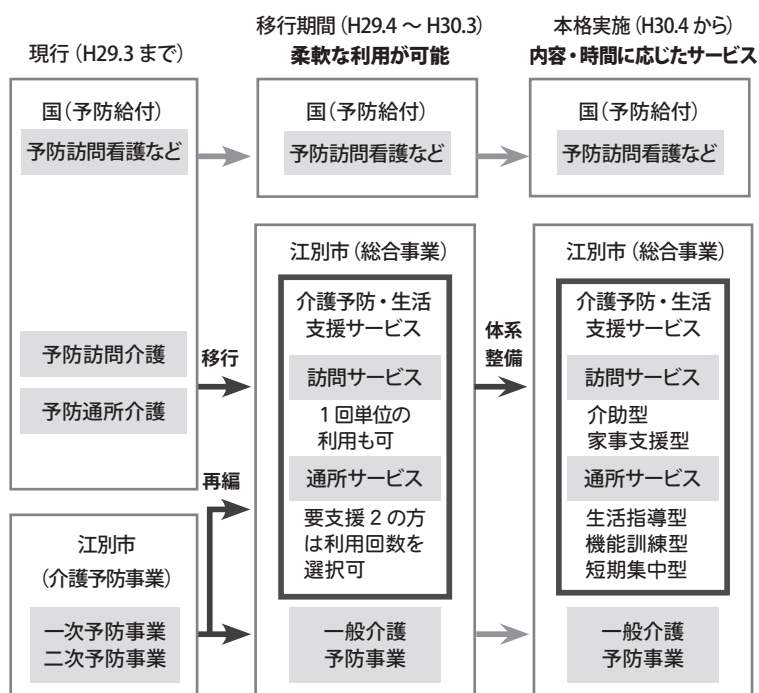 現行（H29.3 まで）
国（予防給付）
予防訪問看護など
予防訪問介護
予防通所介護
江別市
（介護予防事業）
一次予防事業
二次予防事業
移行
再編
移行期間（H29.4 ～ H30.3）
柔軟な利用が可能
国（予防給付）
予防訪問看護など
江別市（総合事業）
介護予防・生活
支援サービス
訪問サービス
１回単位の
利用も可
通所サービス
要支援２の方
は利用回数を
選択可
一般介護
予防事業
体系
整備
本格実施（H30.4 から）
内容・時間に応じたサービス
国（予防給付）
予防訪問看護など
江別市（総合事業）
介護予防・生活
支援サービス
訪問サービス
介助型
家事支援型
通所サービス
生活指導型
機能訓練型
短期集中型
一般介護
予防事業